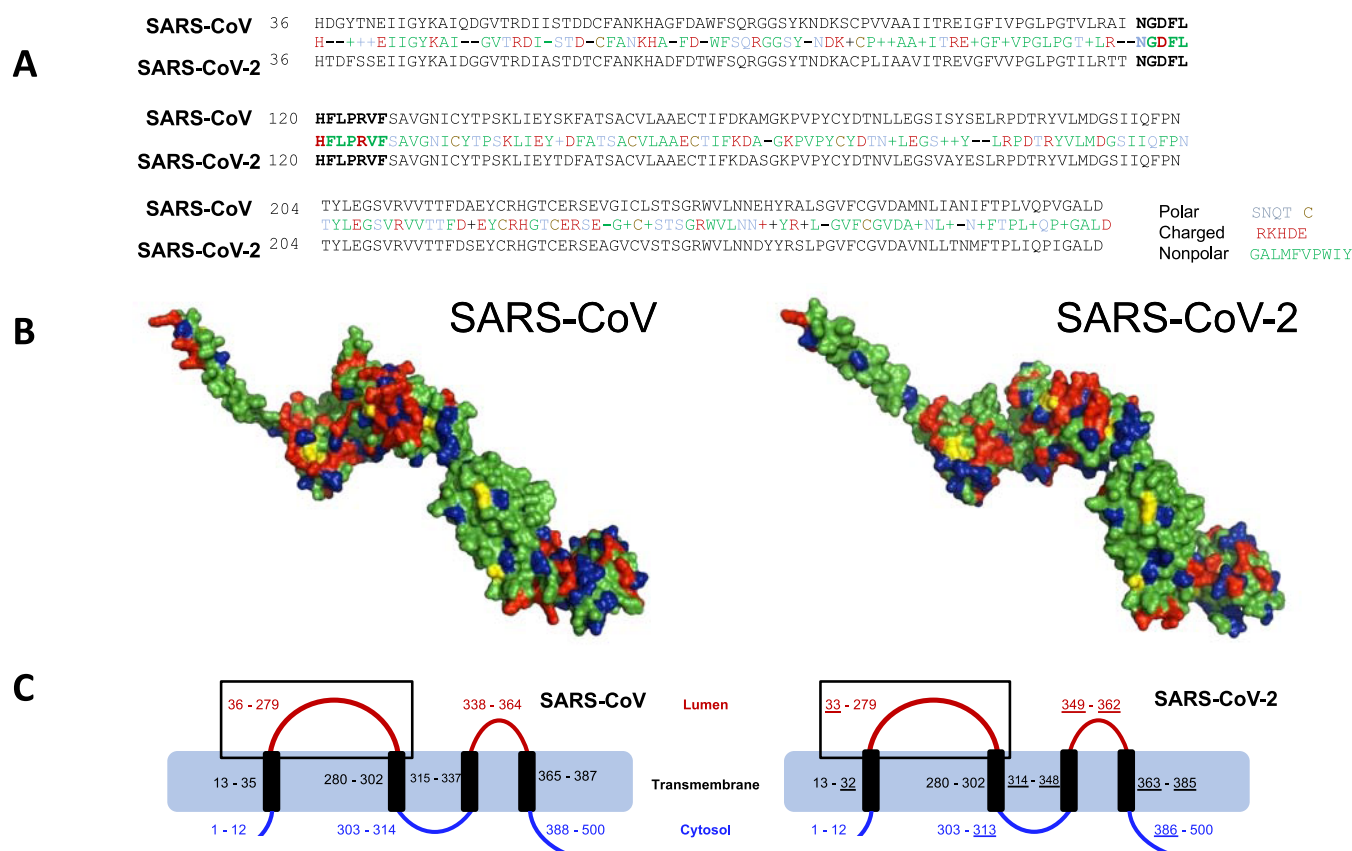 A
SARS-CoV 36 HDGYTNEIIGYKAIQDGVTRDIISTDDCFANKHAGFDAWFSQRGGSYKNDKSCPVVAAIITREIGFIVPGLPGTVLRAI NGDFL
H--+++EIIGYKAI--GVTRDI-STD-CFANKHA-FD-WFSQRGGSY-NDK+CP++AA+ITRE+GF+VPGLPGT+LR--NGDFL
SARS-CoV-2 36 HTDFSSEIIGYKAIDGGVTRDIASTDTCFANKHADFDTWFSQRGGSYTNDKACPLIAAVITREVGFVVPGLPGTILRTT NGDFL
SARS-CoV 120 HFLPRVFSAVGNICYTPSKLIEYSKFATSACVLAAECTIFKDAMGKPVPYCYDTNLLEGSISYSELRPDTRYVLMDGSIIQFPN
HFLPRVFSAVGNICYTPSKLIEY+DFATSACVLAAECTIFKDA-GKPVPYCYDTN+LEGS++Y--LRPDTRYVLMDGSIIQFPN
SARS-CoV-2 120 HFLPRVFSAVGNICYTPSKLIEYTDFATSACVLAAECTIFKDASGKPVPYCYDTNVLEGSVAYESLRPDTRYVLMDGSIIQFPN
SARS-CoV 204 TYLEGSVRVVTTFDAEYCRHGTCERSEVGICLSTSGRWVLNNEHYRALSGVFCGVDAMNLIANIFTPLVQPVGALD
TYLEGSVRVVTTFD+EYCRHGTCERSE-G+C+STSGRWVLNN++YR+L-GVFCGVDA+NL+-N+FTPL+QP+GALD
SARS-CoV-2 204 TYLEGSVRVVTTFDSEYCRHGTCERSEAGVCVSTSGRWVLNNDYYRSLPGVFCGVDAVNLLTNMFTPLIQPIGALD
Polar SNQT C
Charged RKHDE
Nonpolar GALMFVPWIY
B
SARS-CoV SARS-CoV-2
C
SARS-CoV
36 - 279 338 - 364
13 - 35 280 - 302 315 - 337 365 - 387
1 - 12 303 - 314 388 - 500
Lumen
Transmembrane
Cytosol
SARS-CoV-2
33 - 279 349 - 362
13 - 32 280 - 302 314 - 348 363 - 385
1 - 12 303 - 313 386 - 500